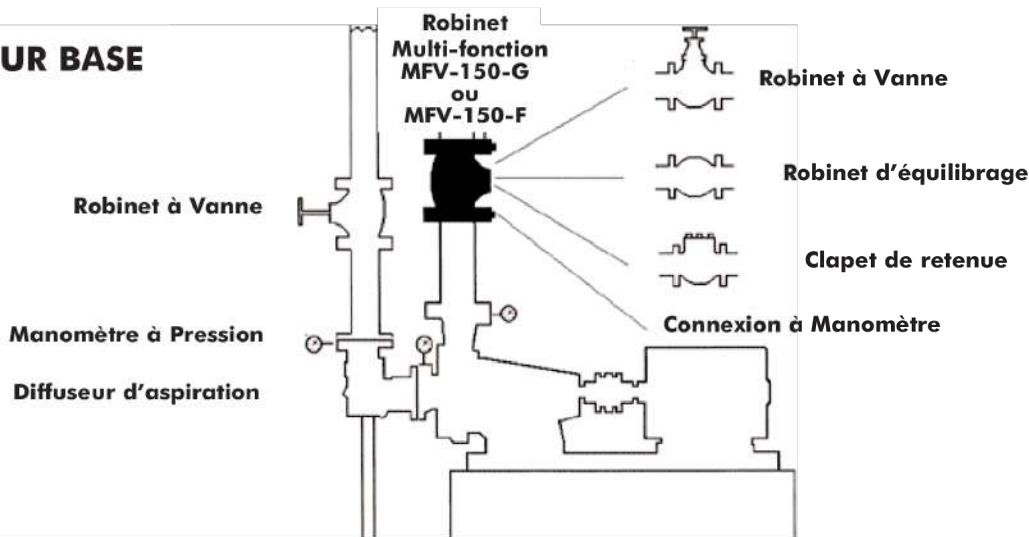 UR BASE
Robinet
Multi-fonction
MFV-150-G
ou
MFV-150-F
Robinet à Vanne
Robinet d'équilibrage
Robinet à Vanne
Clapet de retenue
Connexion à Manomètre
Manomètre à Pression
Diffuseur d'aspiration